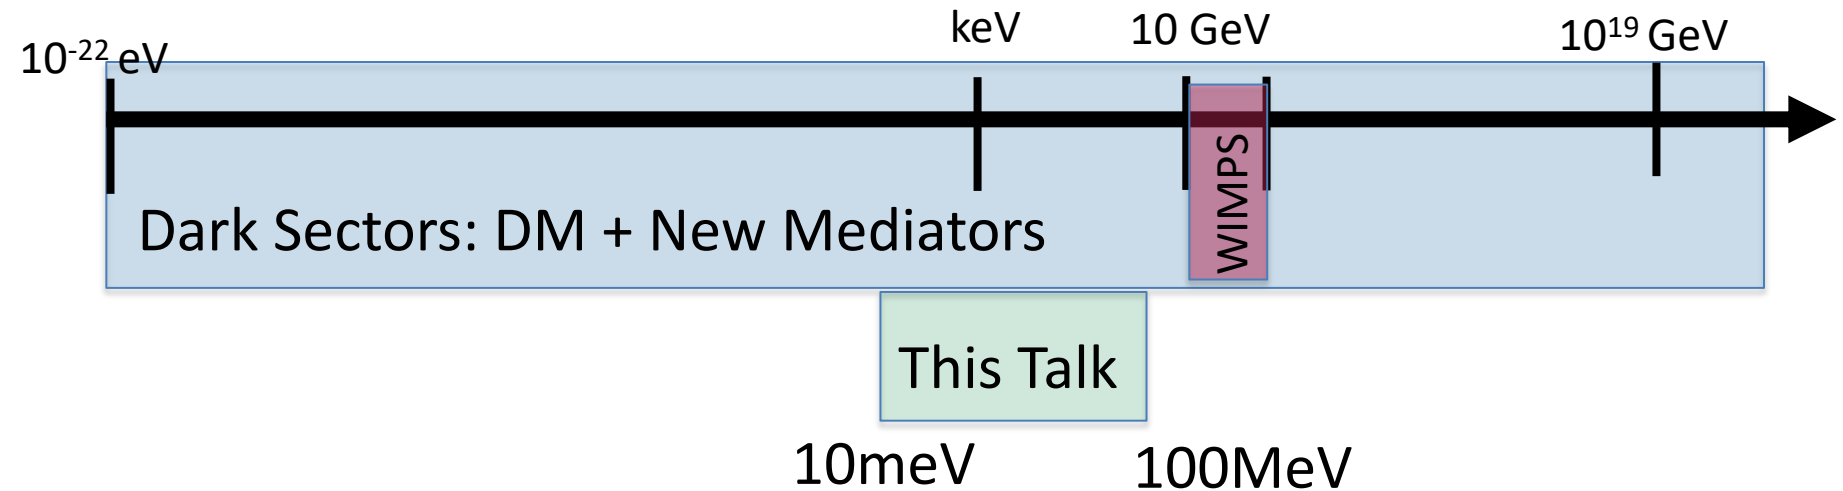 10⁻²² eV
keV
10 GeV
10¹⁹ GeV
WIMPS
Dark Sectors: DM + New Mediators
This Talk
10meV
100MeV